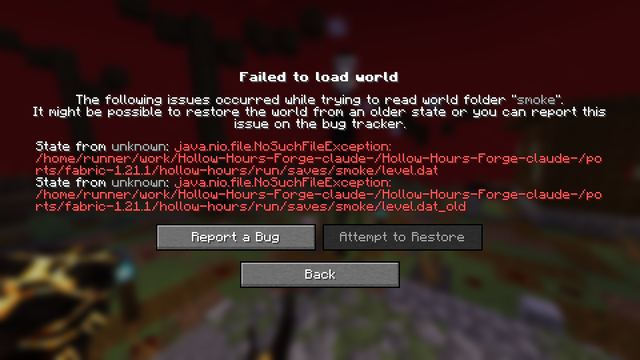 Failed to load world
The following issues occurred while trying to read world folder "smoke".
It might be possible to restore the world from an older state or you can report this
issue on the bug tracker.
State from unknown: java.nio.file.NoSuchFileException:
/home/runner/work/Hollow-Hours-Forge-claude-/Hollow-Hours-Forge-claude-/po
rts/fabric-1.21.1/hollow-hours/run/saves/smoke/level.dat
State from unknown: java.nio.file.NoSuchFileException:
/home/runner/work/Hollow-Hours-Forge-claude-/Hollow-Hours-Forge-claude-/po
rts/fabric-1.21.1/hollow-hours/run/saves/smoke/level.dat_old
Report a Bug
Attempt to Restore
Back